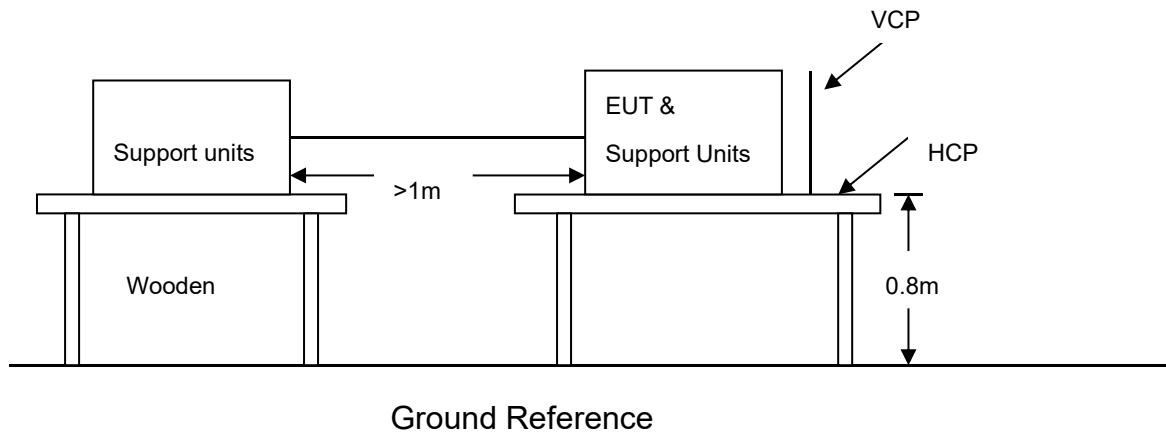 VCP
EUT &
Support units
Support Units
HCP
>1m
Wooden
0.8m
Ground Reference